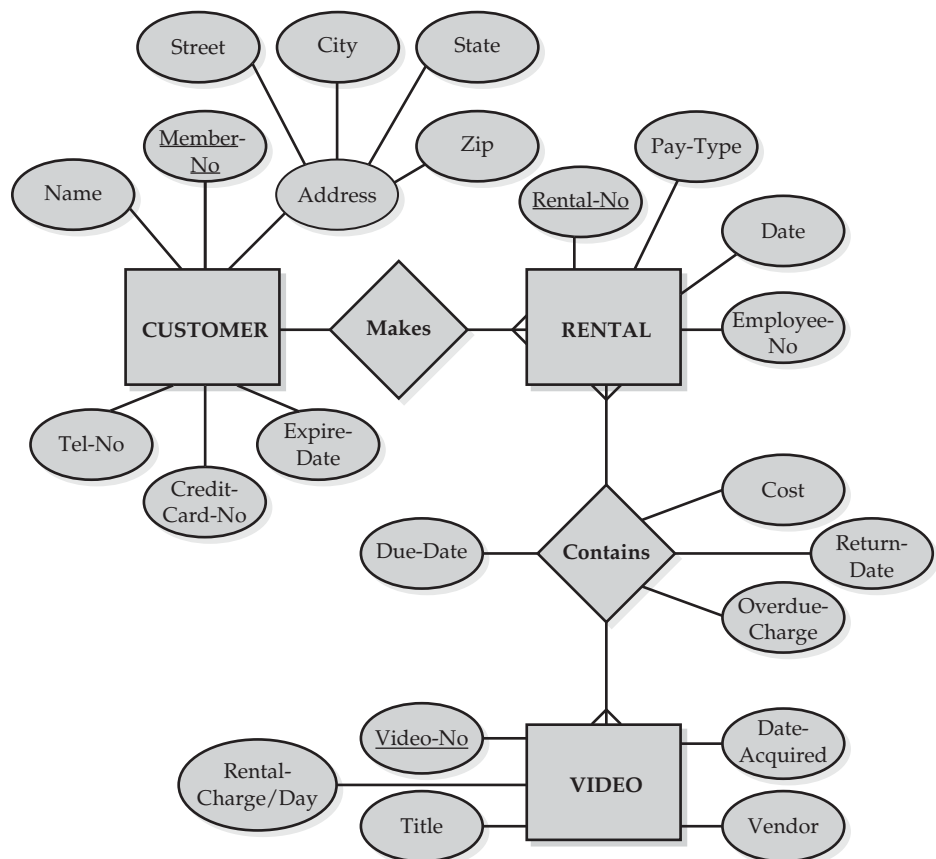 Street
City
State
Member-
No
Zip
Pay-Type
Name
Address
Rental-No
Date
CUSTOMER
Makes
RENTAL
Employee-
No
Tel-No
Expire-
Date
Credit-
Card-No
Cost
Due-Date
Contains
Return-
Date
Overdue-
Charge
Video-No
Date-
Acquired
Rental-
Charge/Day
VIDEO
Title
Vendor